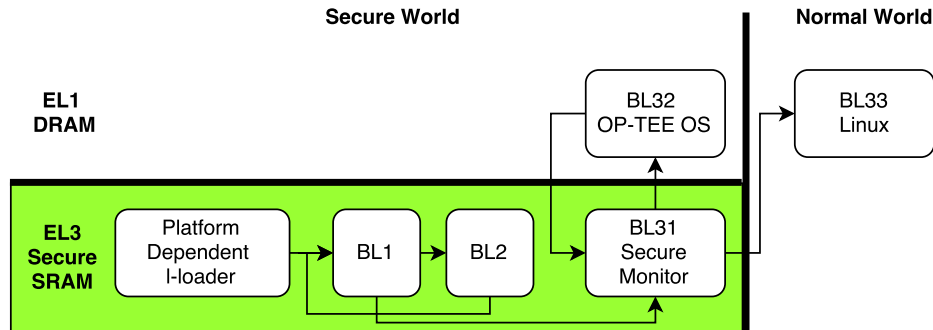 Secure World
Normal World
EL1
DRAM
BL32
OP-TEE OS
BL33
Linux
EL3
Secure
SRAM
Platform
Dependent
l-loader
BL1
BL2
BL31
Secure
Monitor